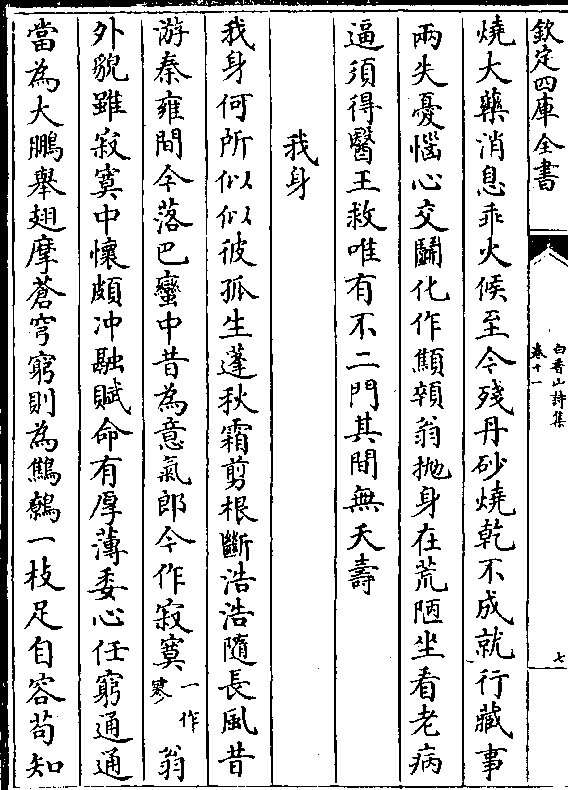 欽定四庫全書
白香山詩集
卷十一
七
燒大藥消息乖火候至今殘丹砂燒乾不成就行藏事
兩失憂惱心交鬬化作顦顇翁抛身在荒陋坐看老病
逼須得醫王救唯有不二門其間無夭壽
我身
我身何所似似彼孤生蓬秋霜剪根斷浩浩隨長風昔
游秦雍間今落巴蠻中昔為意氣郎今作寂寞一作寥翁
外貌雖寂寞中懷頗冲融賦命有厚薄委心任窮通通
當為大鵬舉翅摩蒼穹窮則為鷦鷯一枝足自容苟知